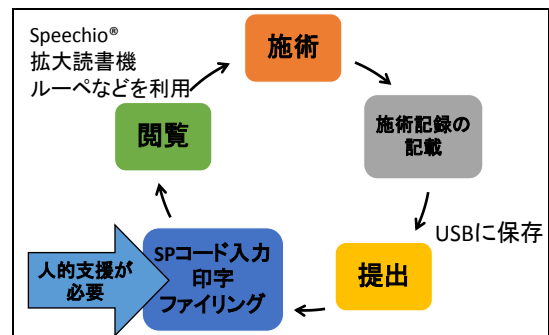 Speechio®
拡大読書機
ルーペなどを利用
施術
施術記録の
記載
USBに保存
提出
SPコード入力
印字
ファイリング
人的支援が
必要
閲覧